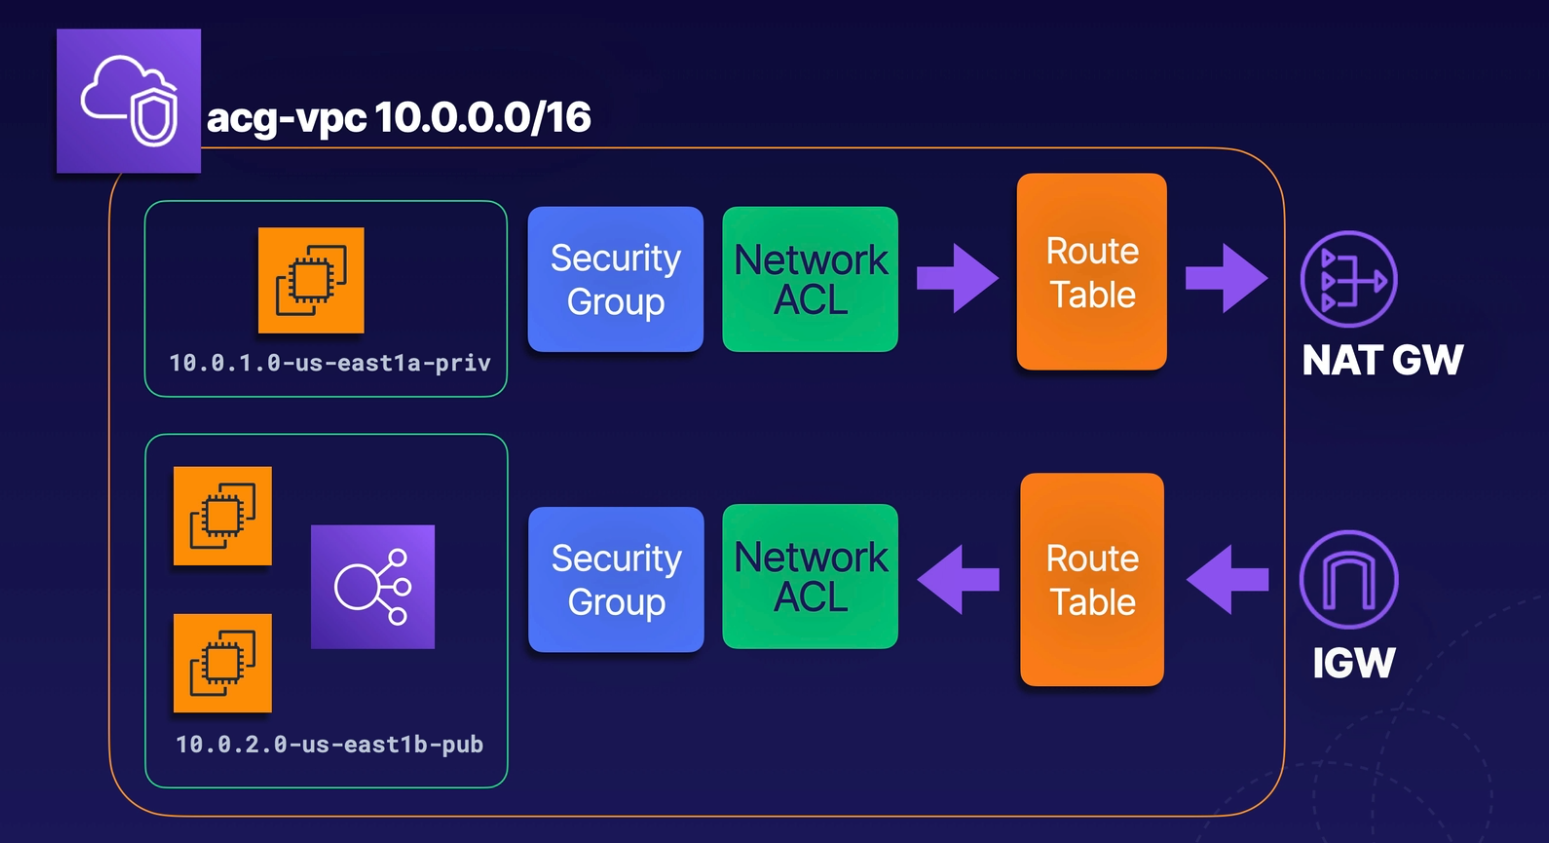 acg-vpc 10.0.0.0/16
Security
Group
Network
ACL
Route
Table
NAT GW
10.0.1.0-us-east1a-priv
Security
Group
Network
ACL
Route
Table
IGW
10.0.2.0-us-east1b-pub